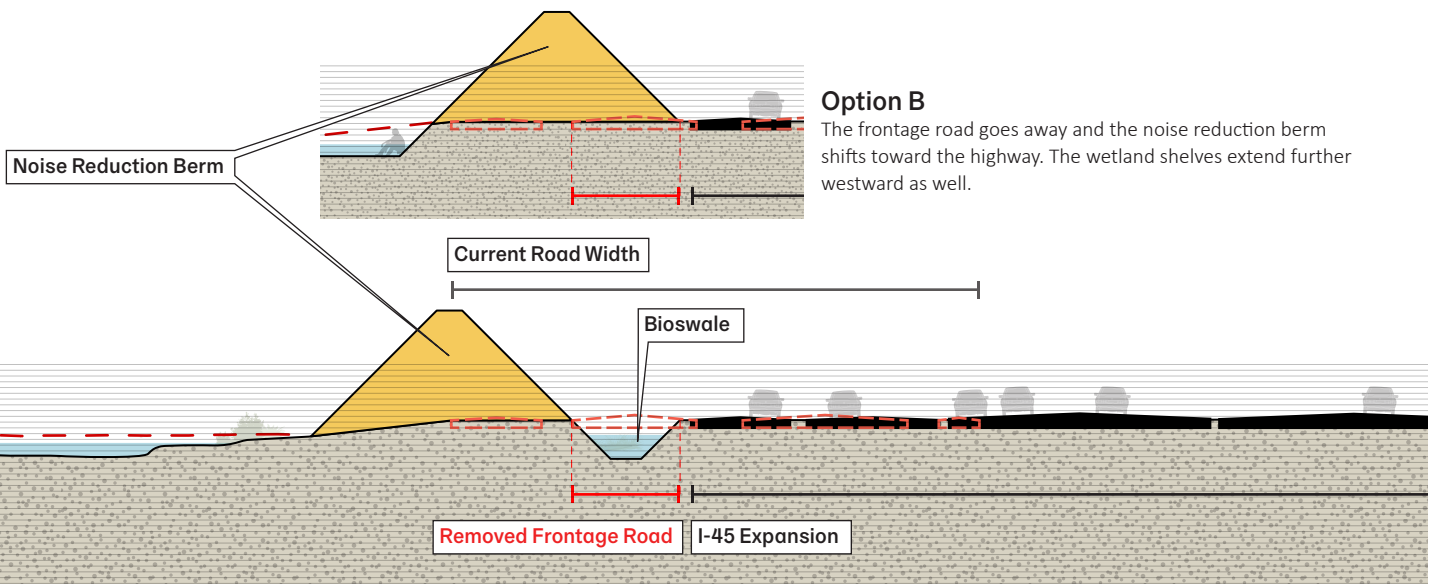 Option B
The frontage road goes away and the noise reduction berm
shifts toward the highway. The wetland shelves extend further
westward as well.
Noise Reduction Berm
Current Road Width
Bioswale
Removed Frontage Road
I-45 Expansion